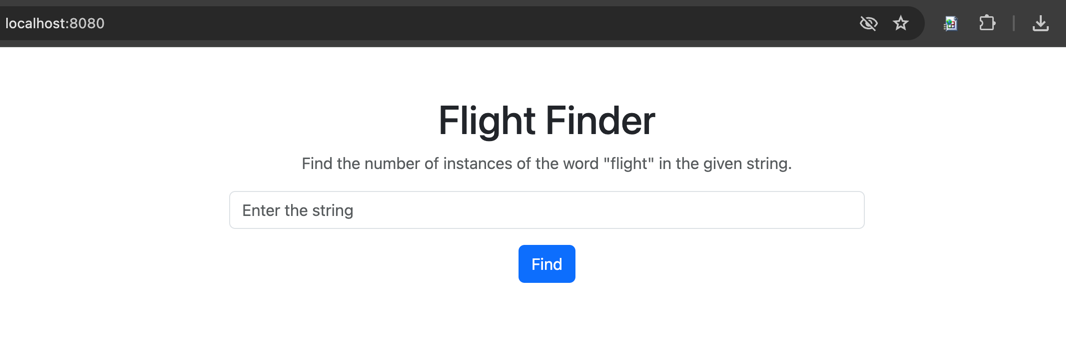 localhost:8080
Flight Finder
Find the number of instances of the word "flight" in the given string.
Enter the string
Find